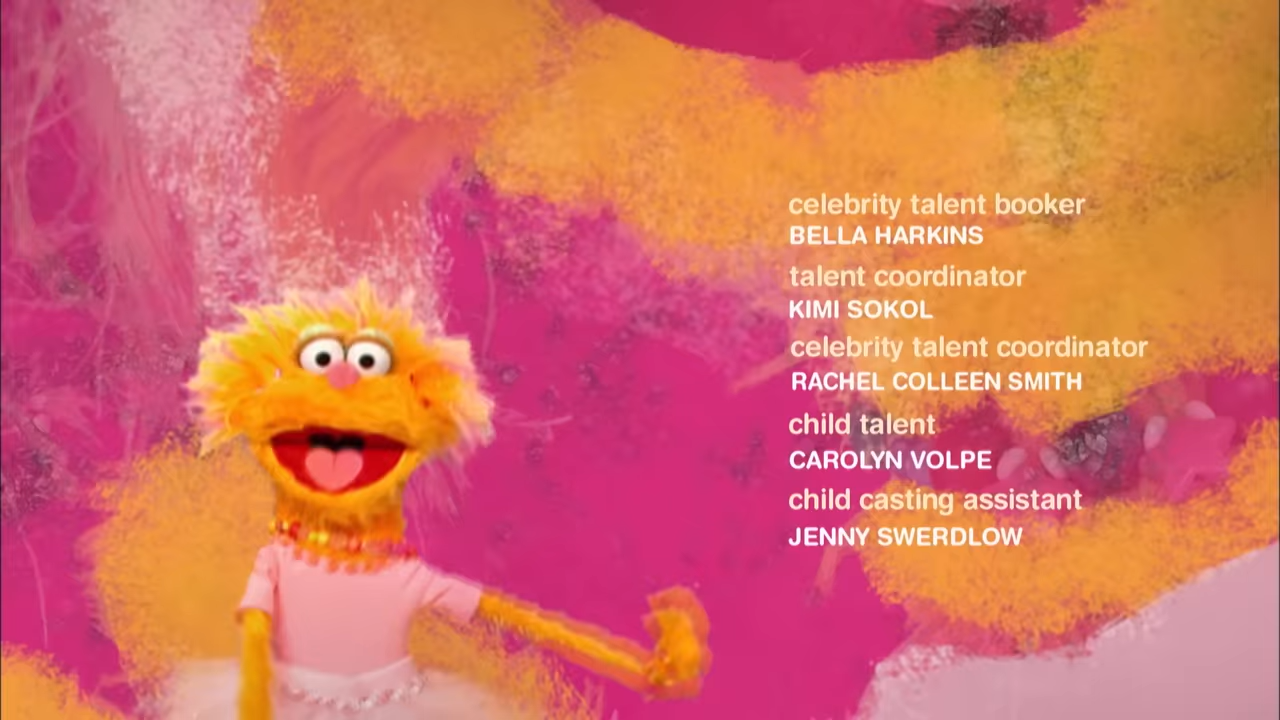 celebrity talent booker
BELLA HARKINS
talent coordinator
KIMI SOKOL
celebrity talent coordinator
RACHEL COLLEEN SMITH
child talent
CAROLYN VOLPE
child casting assistant
JENNY SWERDLOW